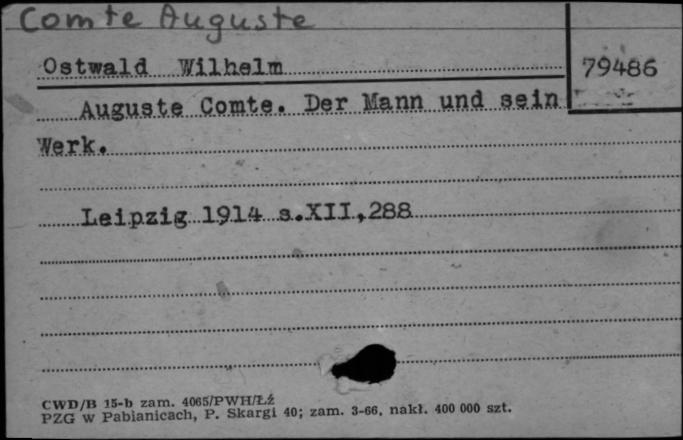 Comte Auguste
Ostwald Wilhelm
79486
Auguste Comte. Der Mann und sein
Werk.
Leipzig 1914 s.XII,288
CWD/B 15-b zam. 4065/PWH/Łź
PZG w Pabianicach, P. Skargi 40; zam. 3-66, nakł. 400 000 szt.